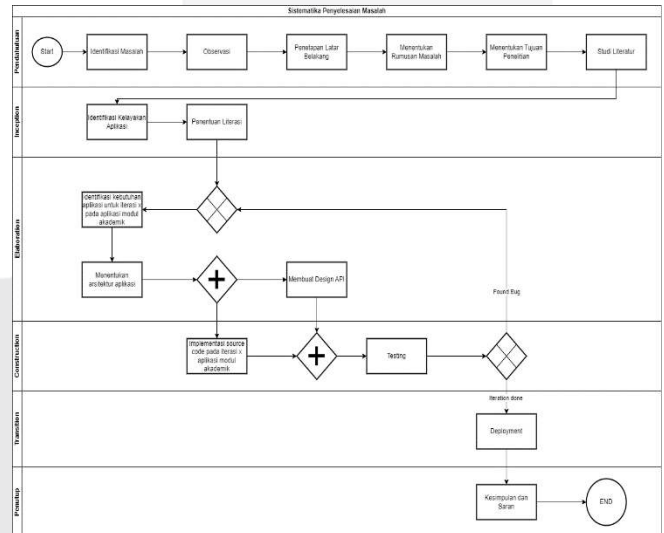 Sistematika Penyelesaian Masalah
Pendahuluan
Start
Identifikasi Masalah
Observasi
Penetapan Latar
Belakang
Menentukan
Rumusan Masalah
Menentukan Tujuan
Penelitian
Studi Literatur
Inception
Identifikasi Kelayakan
Aplikasi
Penentuan Literasi
Elaboration
Identifikasi kebutuhan
aplikasi untuk iterasi x
pada aplikasi modul
akademik
Menentukan
arsitektur aplikasi
Membuat Design API
Found Bug
Construction
Implementasi source
code pada iterasi x
aplikasi modul
akademik
Testing
Iteration done
Transition
Deployment
Penutup
Kesimpulan dan
Saran
END